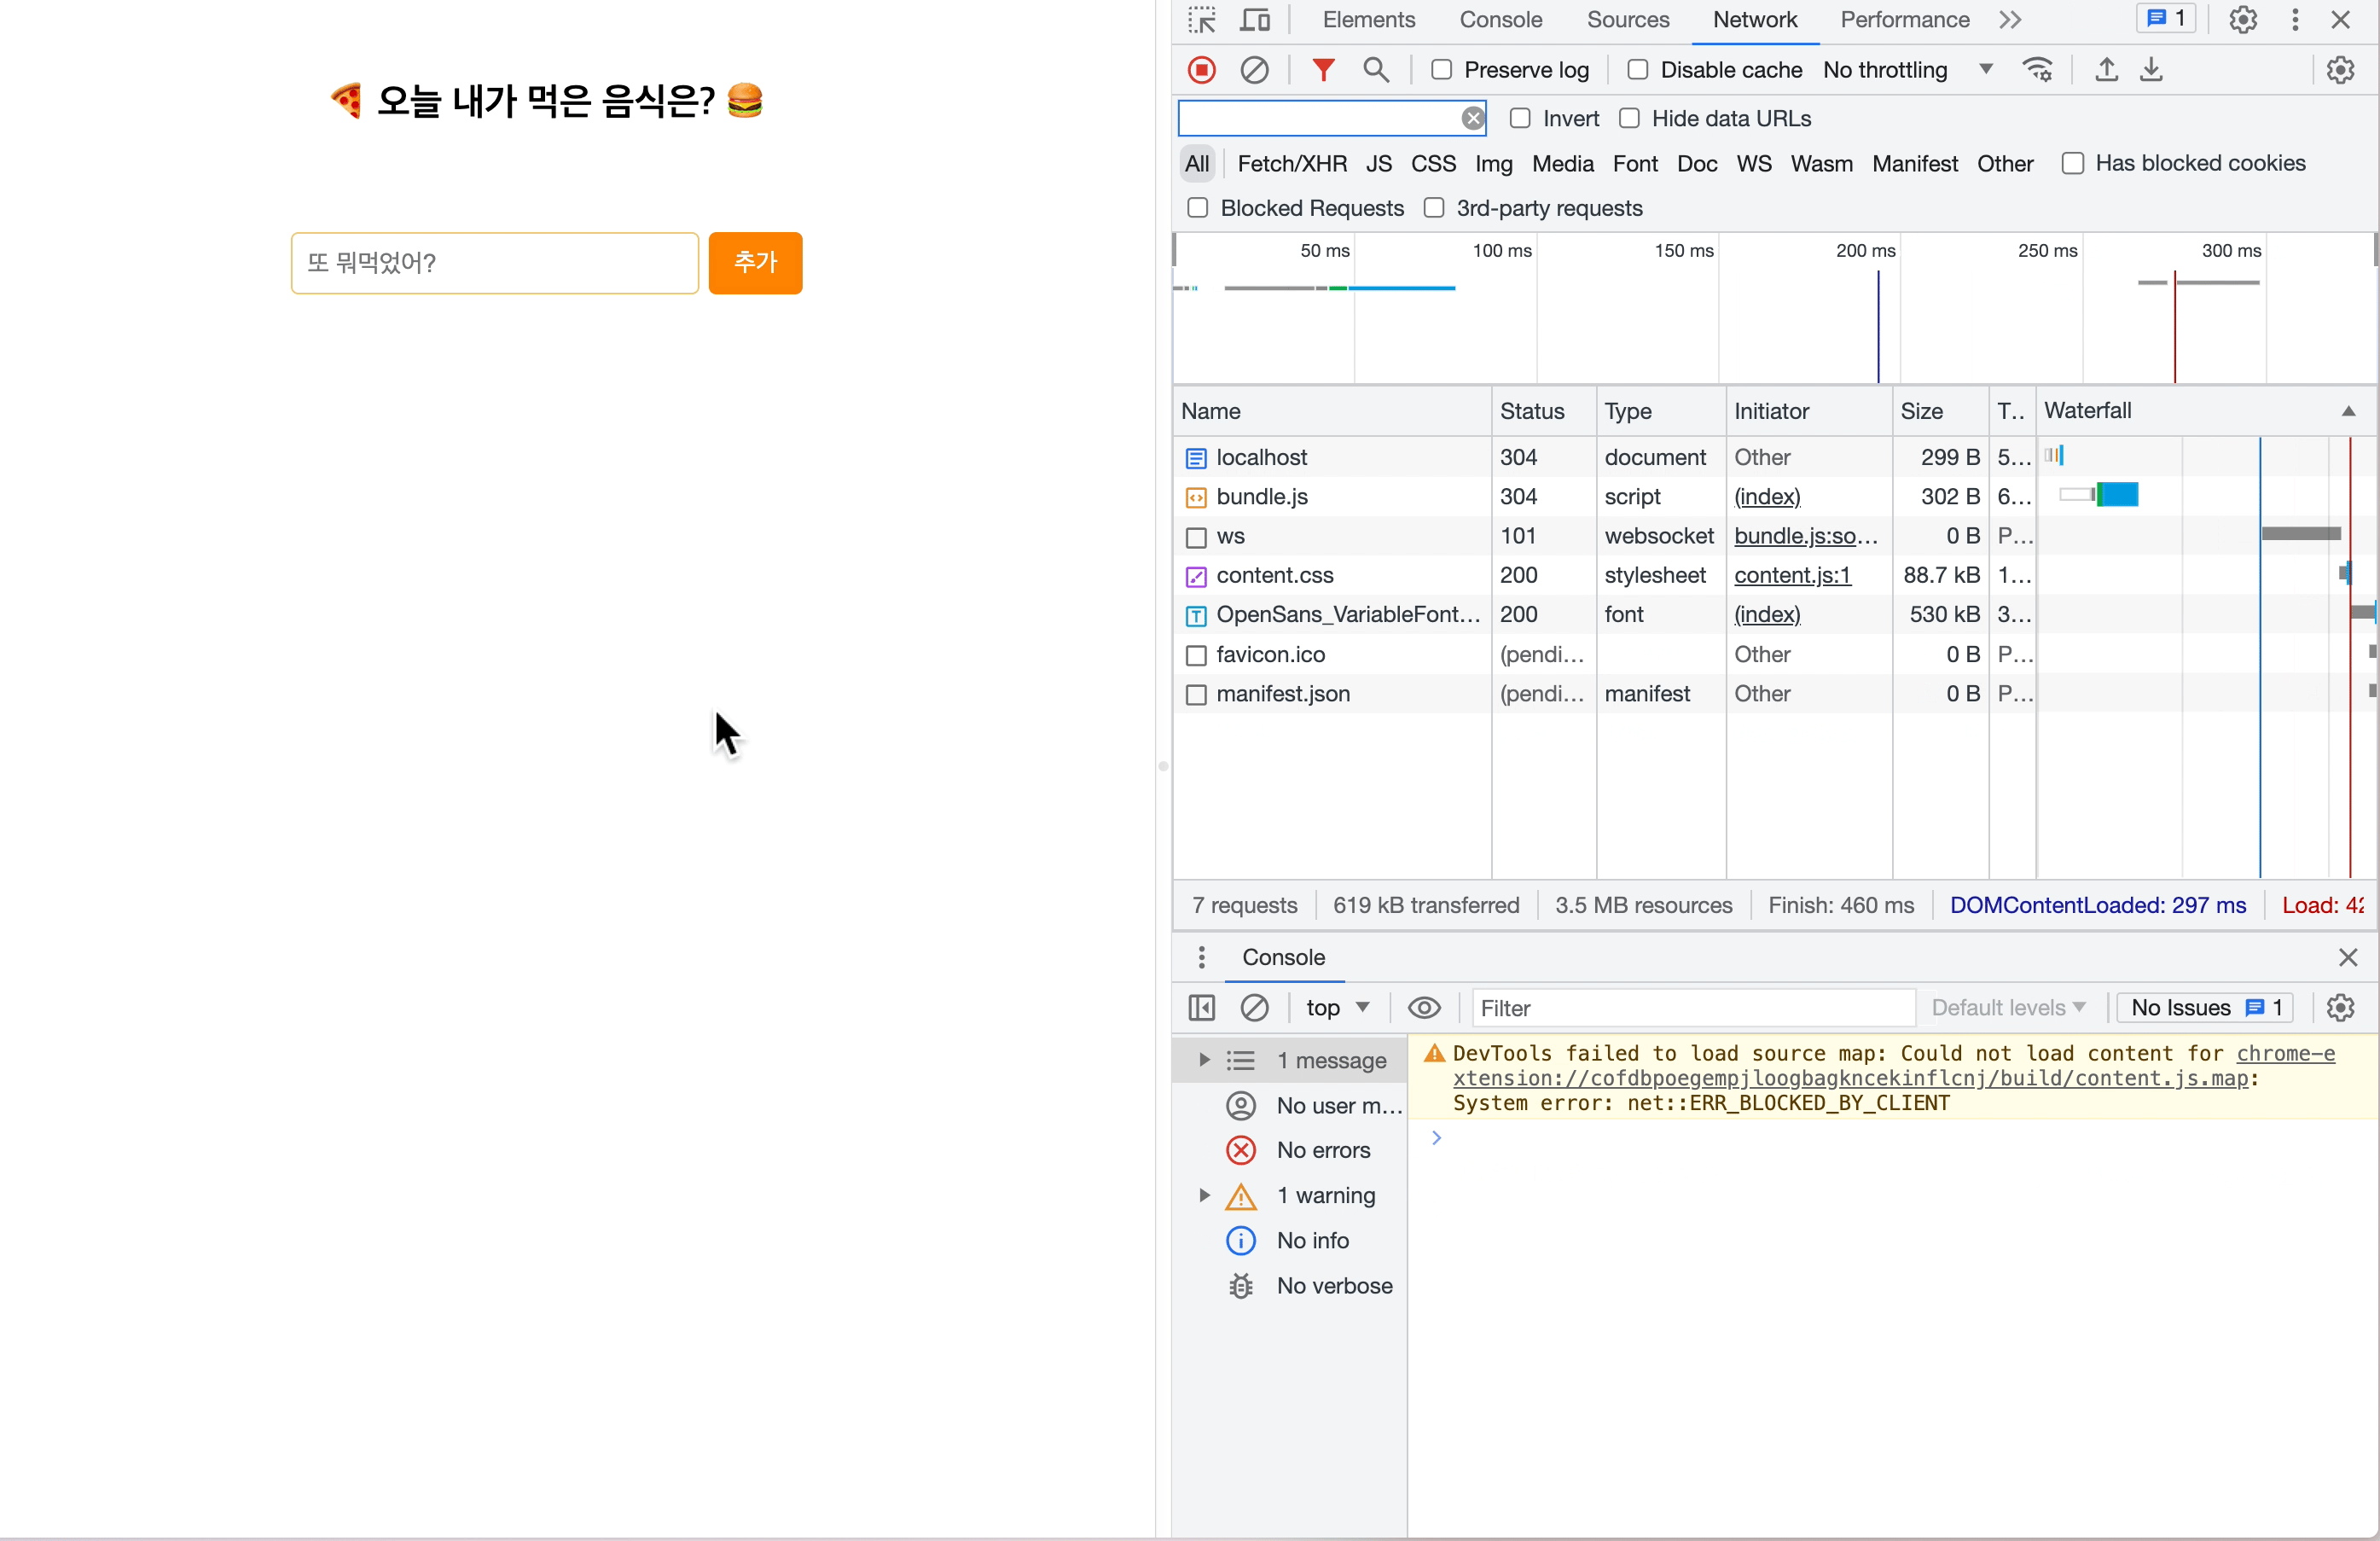 🍕 오늘 내가 먹은 음식은? 🍔
또 뭐먹었어?
추가
Elements Console Sources Network Performance 1
Preserve log Disable cache No throttling
Invert Hide data URLs
All Fetch/XHR JS CSS Img Media Font Doc WS Wasm Manifest Other Has blocked cookies
Blocked Requests 3rd-party requests
50 ms 100 ms 150 ms 200 ms 250 ms 300 ms
Name Status Type Initiator Size T.. Waterfall
localhost 304 document Other 299 B 5...
bundle.js 304 script (index) 302 B 6...
ws 101 websocket bundle.js:so... 0 B P...
content.css 200 stylesheet content.js:1 88.7 kB 1...
OpenSans_VariableFont... 200 font (index) 530 kB 3...
favicon.ico (pendi... Other 0 B P...
manifest.json (pendi... manifest Other 0 B P...
7 requests 619 kB transferred 3.5 MB resources Finish: 460 ms DOMContentLoaded: 297 ms Load: 42
Console
top Filter Default levels No Issues 1
1 message
No user m...
No errors
1 warning
No info
No verbose
DevTools failed to load source map: Could not load content for chrome-e
xtension://cofdbpoegempjloogbagkncekinflcnj/build/content.js.map:
System error: net::ERR_BLOCKED_BY_CLIENT